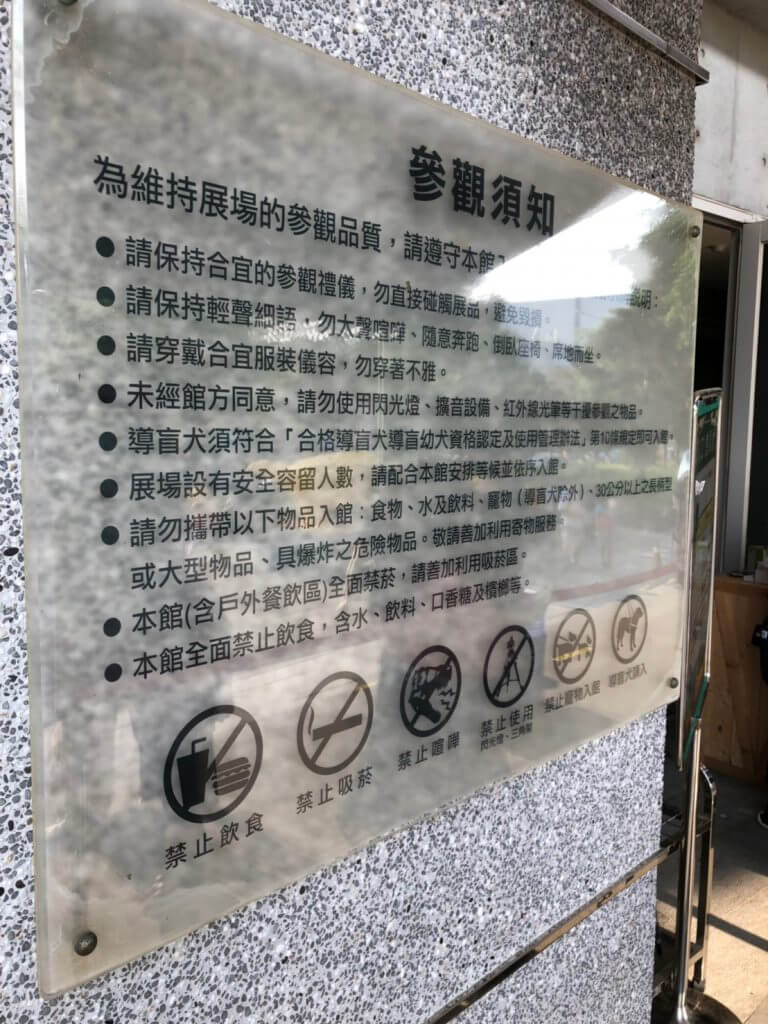 參觀須知
為維持展場的參觀品質，請遵守本館 說明：
● 請保持合宜的參觀禮儀，勿直接碰觸展品，避免毀損。
● 請保持輕聲細語，勿大聲喧嘩、隨意奔跑、倒臥座椅、席地而坐。
● 請穿戴合宜服裝儀容，勿穿著不雅。
● 未經館方同意，請勿使用閃光燈、擴音設備、紅外線光筆等干擾參觀之物品。
● 導盲犬須符合「合格導盲犬導盲幼犬資格認定及使用管理辦法」第10條規定即可入館。
● 展場設有安全容留人數，請配合本館安排等候並依序入館。
● 請勿攜帶以下物品入館：食物、水及飲料、寵物（導盲犬除外）、30公分以上之長柄型
或大型物品、具爆炸之危險物品。敬請善加利用寄物服務。
● 本館(含戶外餐飲區)全面禁菸，請善加利用吸菸區。
● 本館全面禁止飲食，含水、飲料、口香糖及檳榔等。
禁止飲食
禁止吸菸
禁止喧嘩
禁止使用
閃光燈、三角架
禁止寵物入館
導盲犬請入